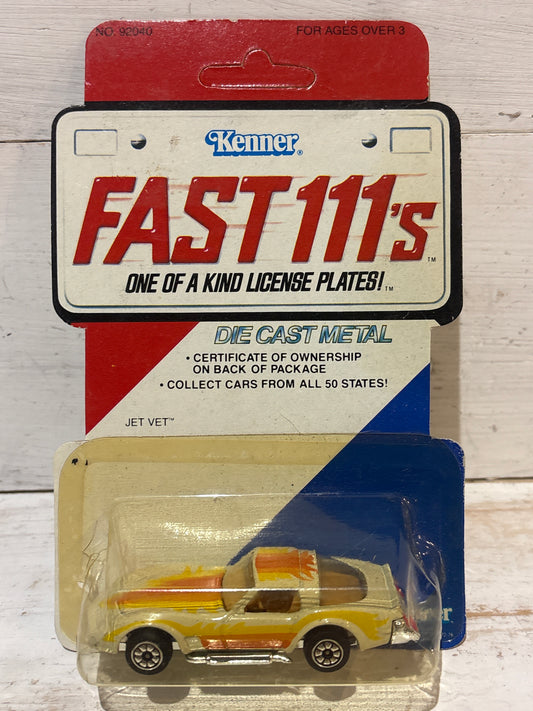 NO. 92040
FOR AGES OVER 3
Kenner®
FAST 111's™
ONE OF A KIND LICENSE PLATES!™
DIE CAST METAL
• CERTIFICATE OF OWNERSHIP
ON BACK OF PACKAGE
• COLLECT CARS FROM ALL 50 STATES!
JET VET™